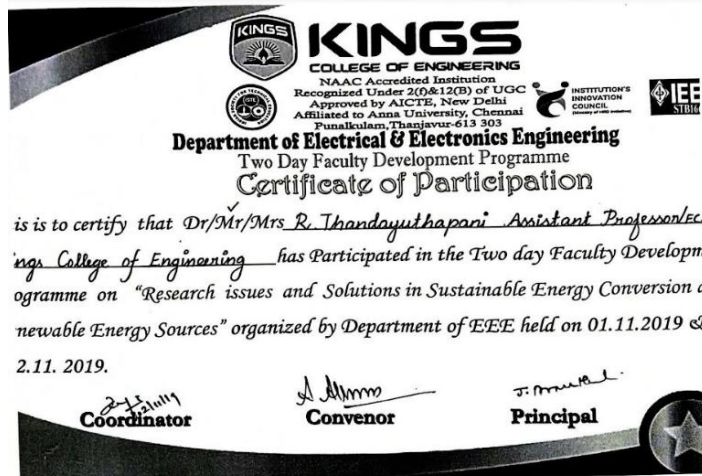 KINGS
KINGS
COLLEGE OF ENGINEERING
NAAC Accredited Institution
Recognized Under 2(f)&12(B) of UGC
Approved by AICTE, New Delhi
Affiliated to Anna University, Chennai
Punalkulam, Thanjavur-613 303
ISTE
INSTITUTION'S
INNOVATION
COUNCIL
IEE
Department of Electrical & Electronics Engineering
Two Day Faculty Development Programme
Certificate of Participation
is is to certify that Dr/Mr/Mrs R. Thandayuthapani Assistant Professor/EC
ings College of Engineering has Participated in the Two day Faculty Developm
ogramme on "Research issues and Solutions in Sustainable Energy Conversion a
newable Energy Sources" organized by Department of EEE held on 01.11.2019 &
2.11. 2019.
Coordinator
Convenor
Principal